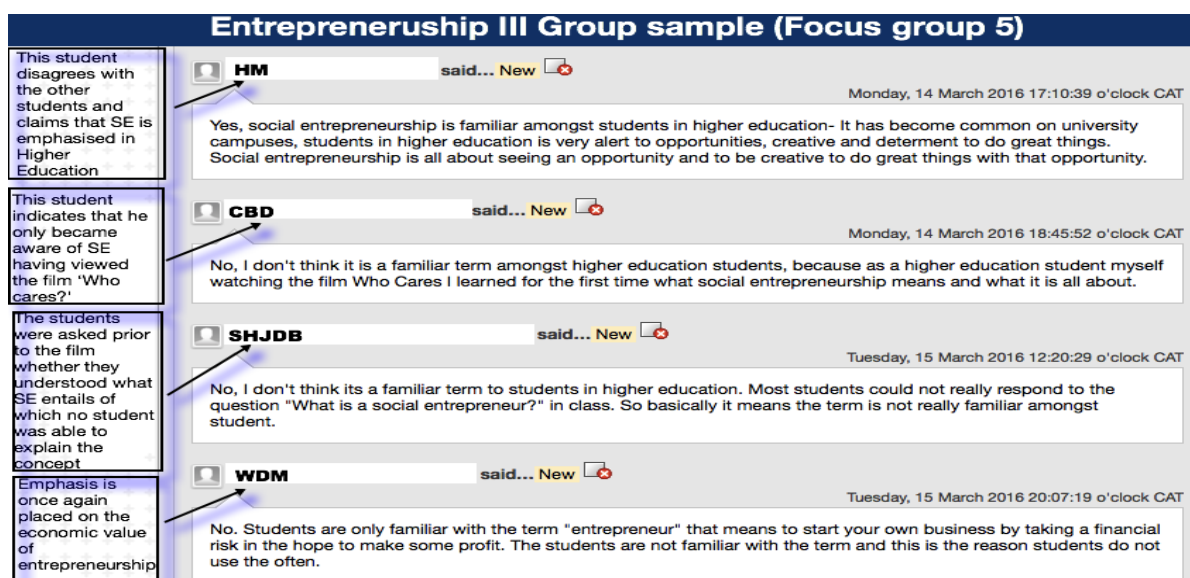 Entrepreneruship III Group sample (Focus group 5)
This student
disagrees with
the other
students and
claims that SE is
emphasised in
Higher
Education
HM said... New
Monday, 14 March 2016 17:10:39 o'clock CAT
Yes, social entrepreneurship is familiar amongst students in higher education- It has become common on university
campuses, students in higher education is very alert to opportunities, creative and determent to do great things.
Social entrepreneurship is all about seeing an opportunity and to be creative to do great things with that opportunity.
This student
indicates that he
only became
aware of SE
having viewed
the film 'Who
cares?'
CBD said... New
Monday, 14 March 2016 18:45:52 o'clock CAT
No, I don't think it is a familiar term amongst higher education students, because as a higher education student myself
watching the film Who Cares I learned for the first time what social entrepreneurship means and what it is all about.
The students
were asked prior
to the film
whether they
understood what
SE entails of
which no student
was able to
explain the
concept
SHJDB said... New
Tuesday, 15 March 2016 12:20:29 o'clock CAT
No, I don't think its a familiar term to students in higher education. Most students could not really respond to the
question "What is a social entrepreneur?" in class. So basically it means the term is not really familiar amongst
student.
Emphasis is
once again
placed on the
economic value
of
entrepreneurship
WDM said... New
Tuesday, 15 March 2016 20:07:19 o'clock CAT
No. Students are only familiar with the term "entrepreneur" that means to start your own business by taking a financial
risk in the hope to make some profit. The students are not familiar with the term and this is the reason students do not
use the often.